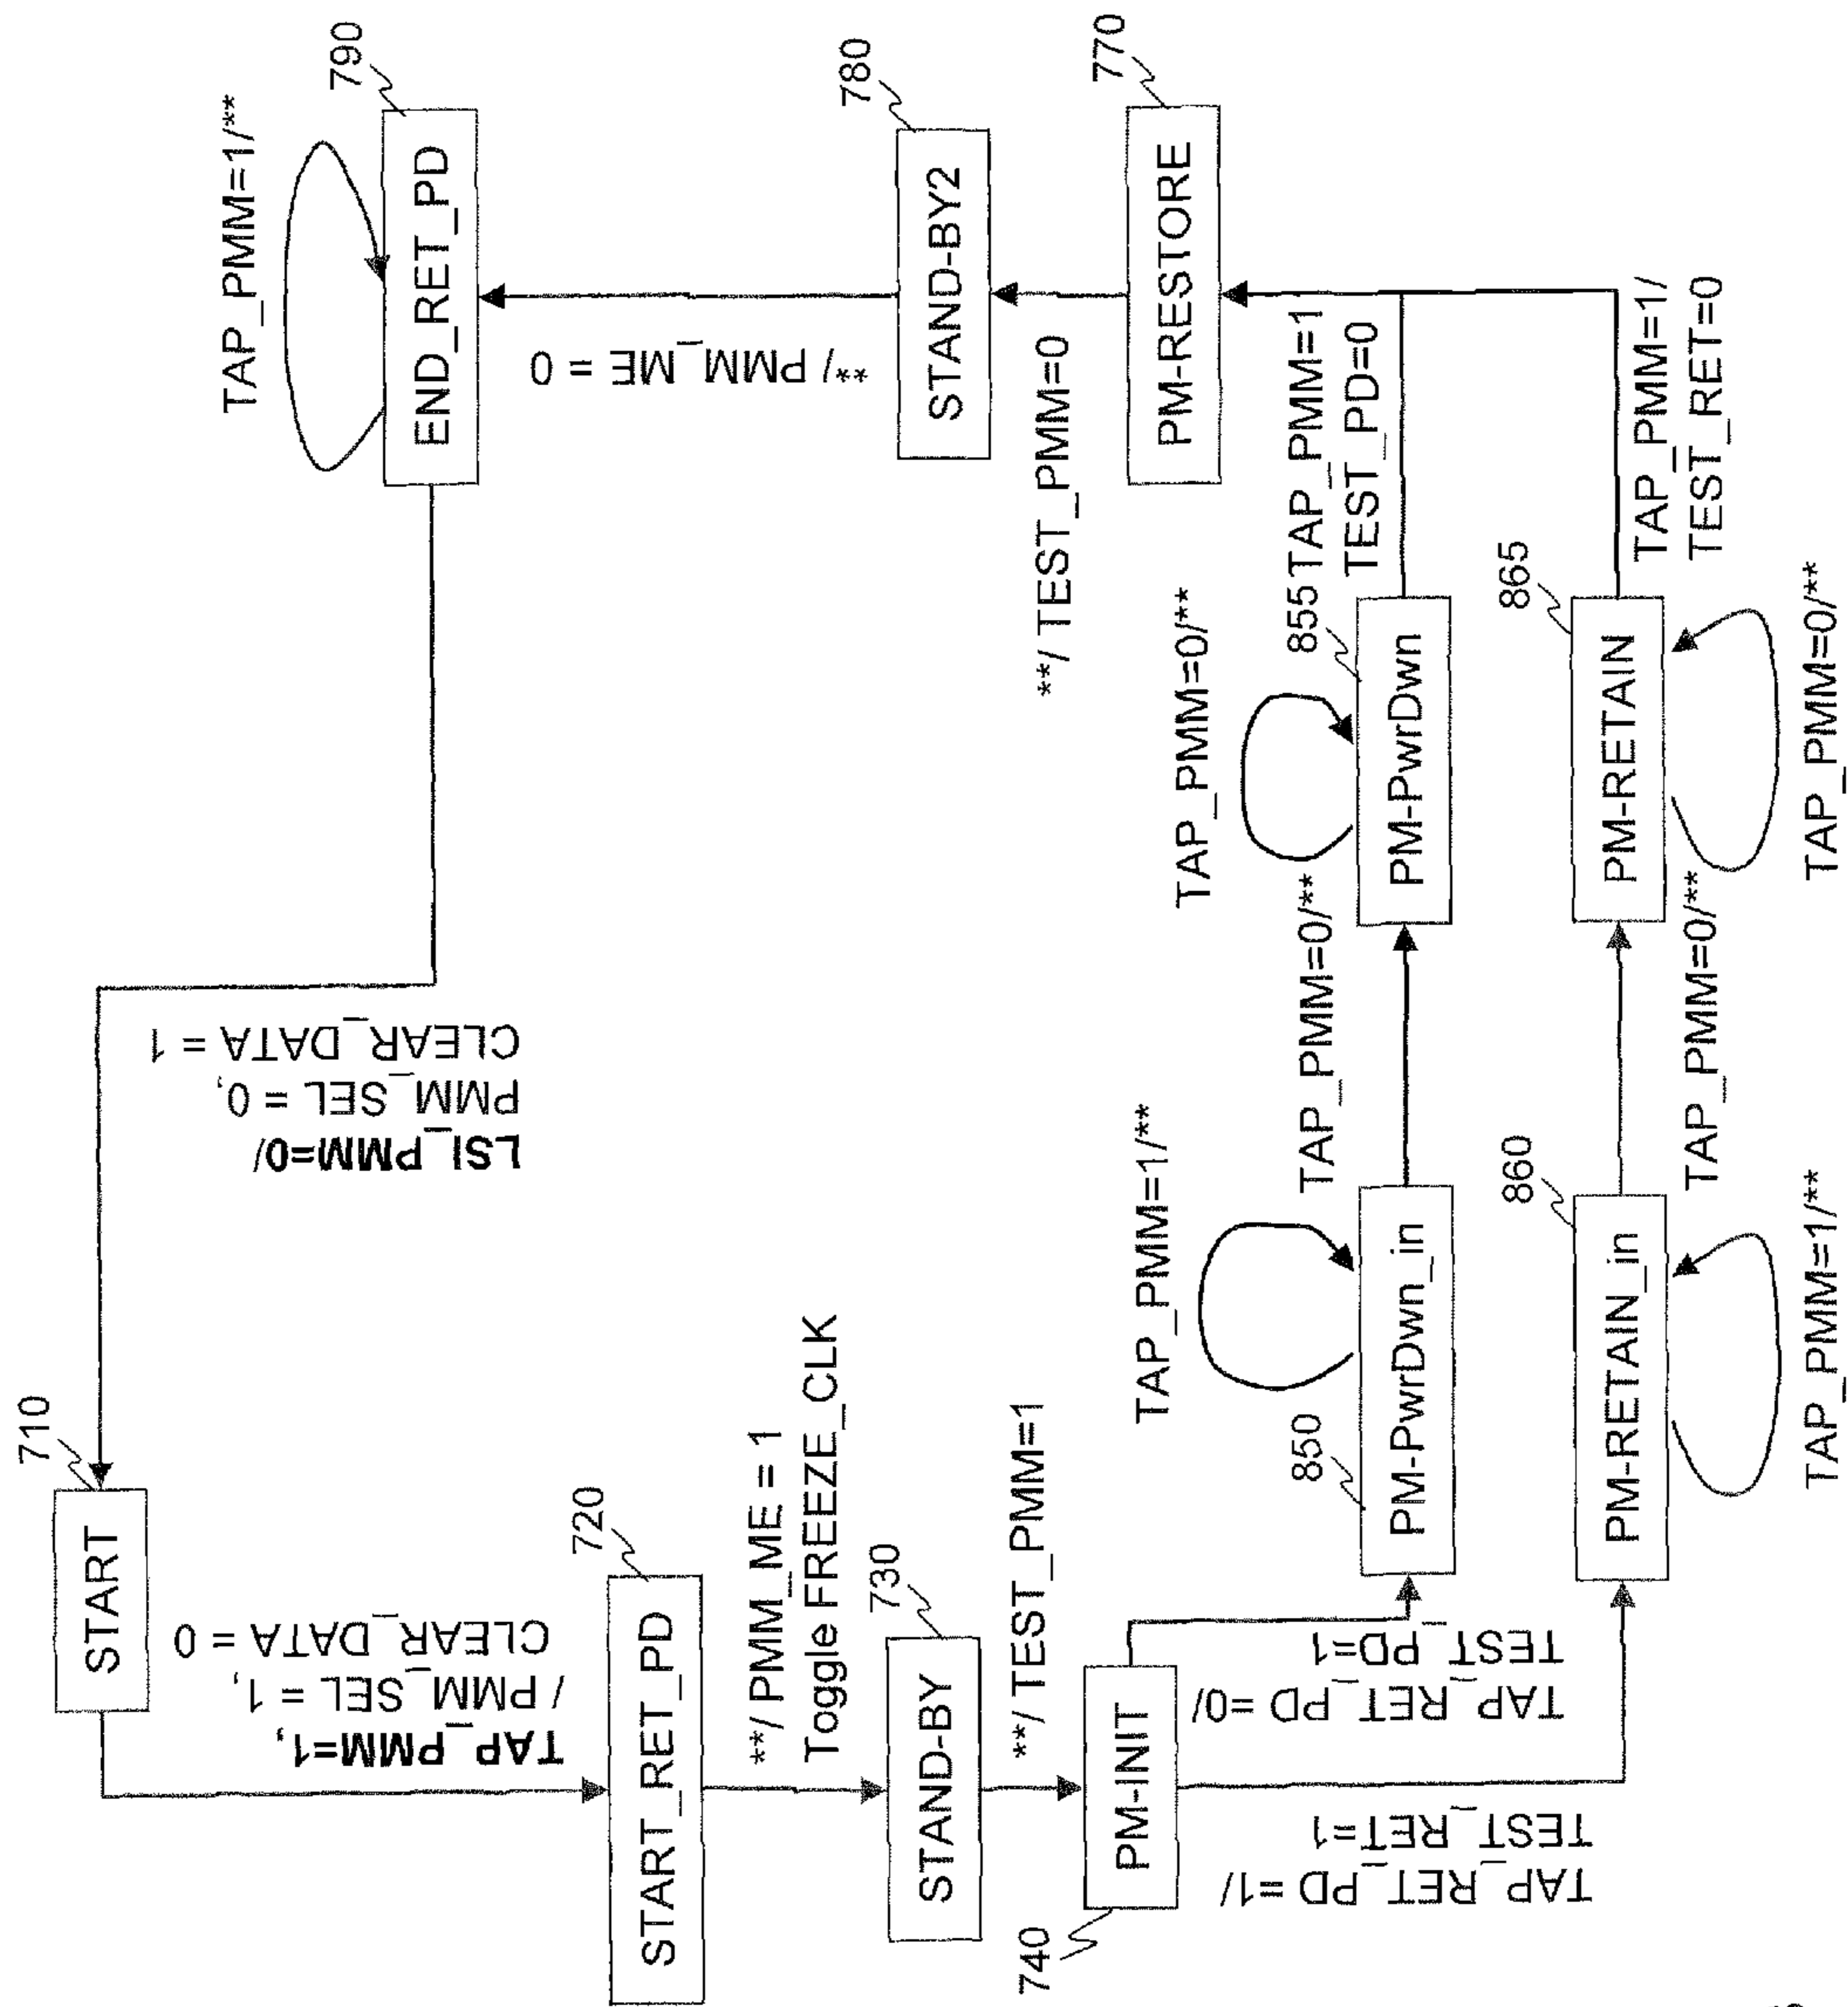 710
START
TAP_PMM=1,
/ PMM_SEL = 1,
CLEAR_DATA = 0
720
START_RET_PD
**/ PMM_ME = 1
Toggle FREEZE_CLK
730
STAND-BY
**/ TEST_PMM=1
740
PM-INIT
TAP_RET_PD =0/
TEST_PD=1
TAP_RET_PD =1/
TEST_RET=1
TAP_PMM=1/**
850
PM-PwrDwn_in
TAP_PMM=0/**
860
PM-RETAIN_in
TAP_PMM=1/**
TAP_PMM=0/**
TAP_PMM=0/**
855
PM-PwrDwn
TAP_PMM=1
TEST_PD=0
865
PM-RETAIN
TAP_PMM=0/**
TAP_PMM=1/
TEST_RET=0
770
PM-RESTORE
**/ TEST_PMM=0
780
STAND-BY2
**/ PMM_ME = 0
790
END_RET_PD
TAP_PMM=1/**
LSI_PMM=0/
PMM_SEL = 0,
CLEAR_DATA = 1